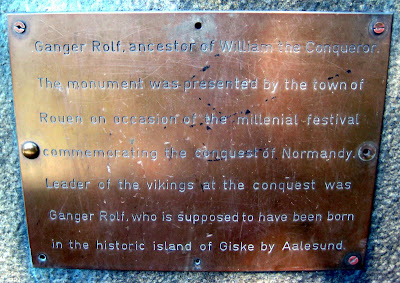 Ganger Rolf, ancestor of William the Conqueror.
The monument was presented by the town of
Rouen on occasion of the millenial-festival
commemorating the conquest of Normandy.
Leader of the vikings at the conquest was
Ganger Rolf, who is supposed to have been born
in the historic island of Giske by Aalesund.